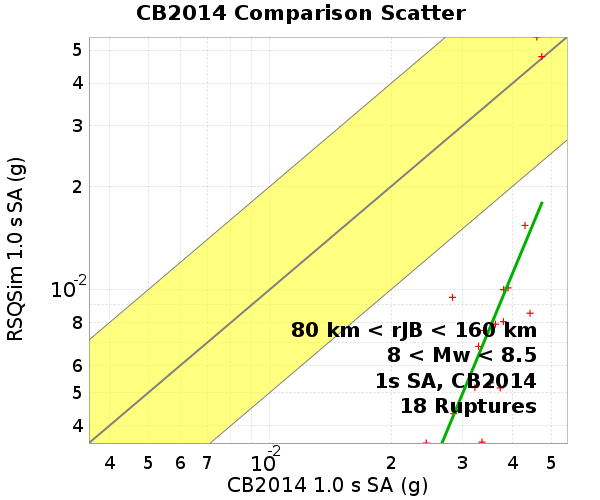 CB2014 Comparison Scatter
RSQSim 1.0 s SA (g)
5
4
3
2
10-2
8
6
5
4
80 km < rJB < 160 km
8 < Mw < 8.5
1s SA, CB2014
18 Ruptures
4 5 6 7 10-2 2 3 4 5
CB2014 1.0 s SA (g)